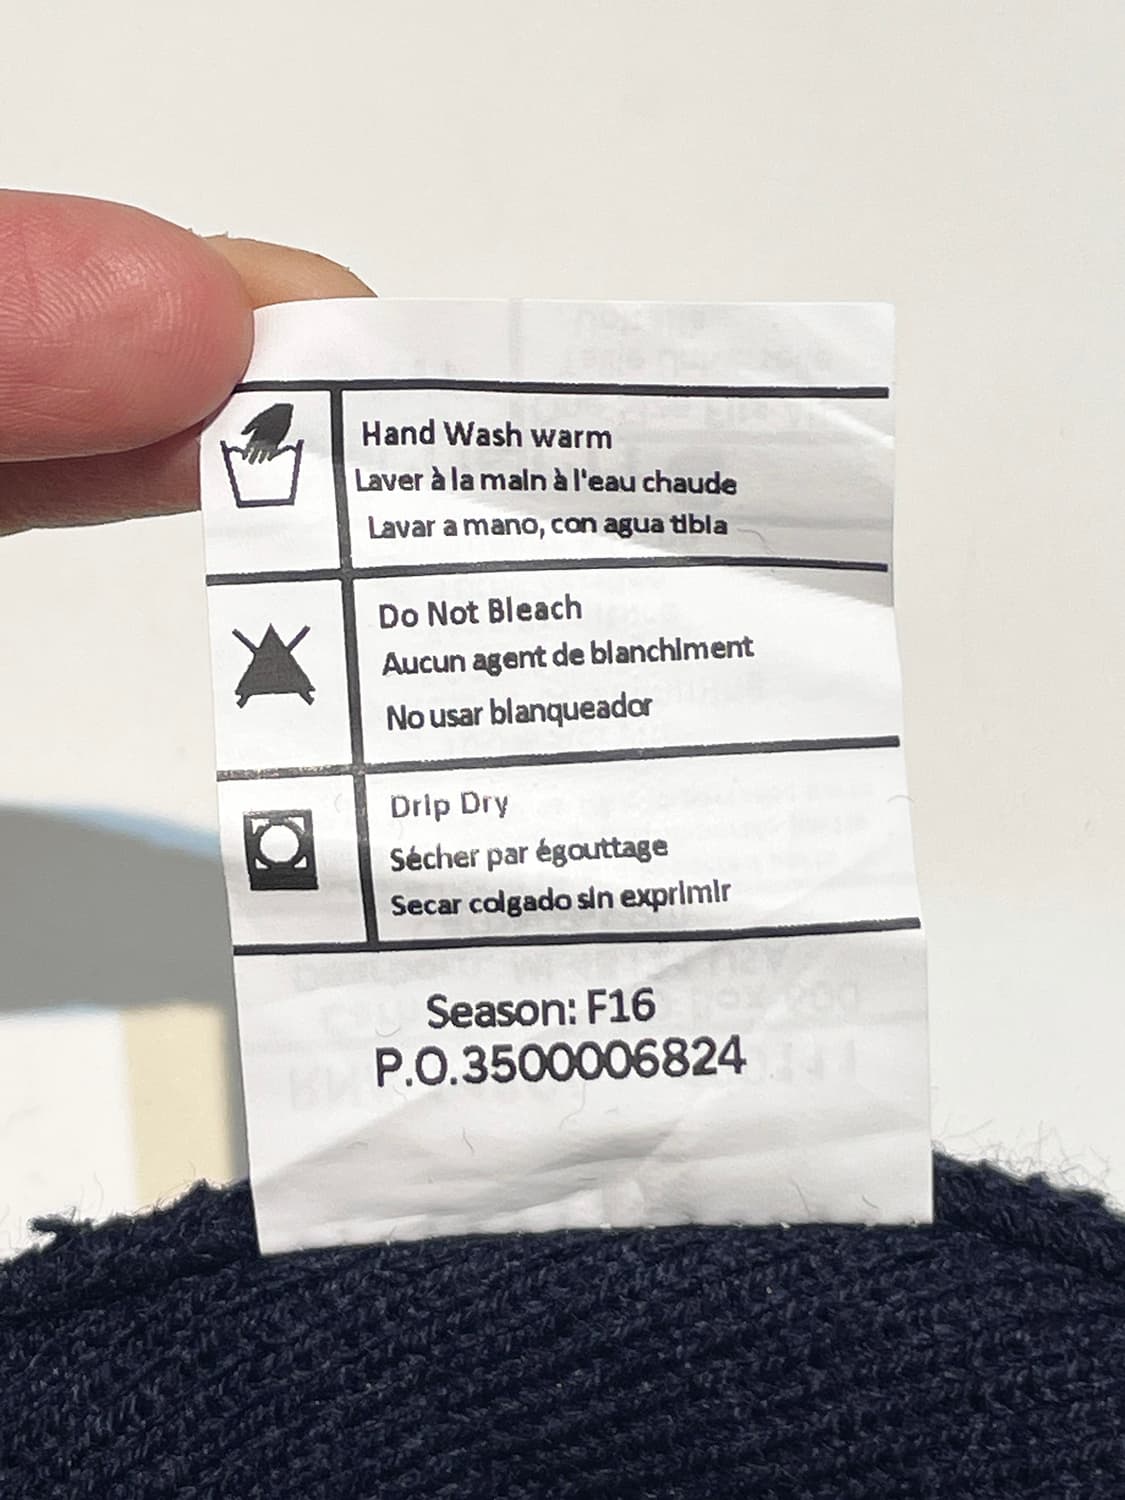 Hand Wash warm
Laver à la main à l'eau chaude
Lavar a mano, con agua tibia
Do Not Bleach
Aucun agent de blanchiment
No usar blanqueador
Drip Dry
Sécher par égouttage
Secar colgado sin exprimir
Season: F16
P.O.3500006824